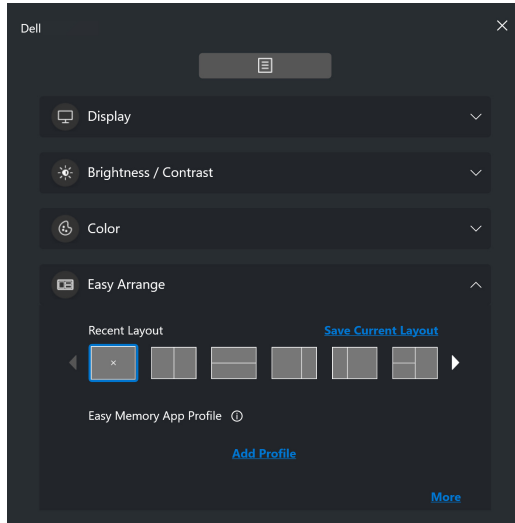 Dell
Display
Brightness / Contrast
Color
Easy Arrange
Recent Layout Save Current Layout
Easy Memory App Profile
Add Profile
More